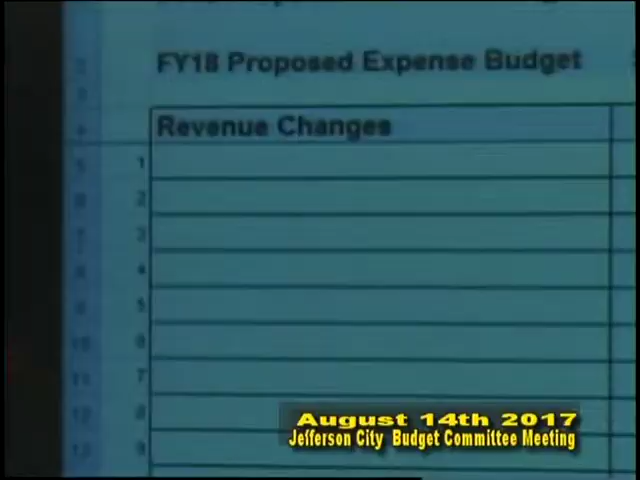 FY18 Proposed Expense Budget
Revenue Changes
1
2
3
4
5
6
7
8
9
August 14th 2017
Jefferson City Budget Committee Meeting